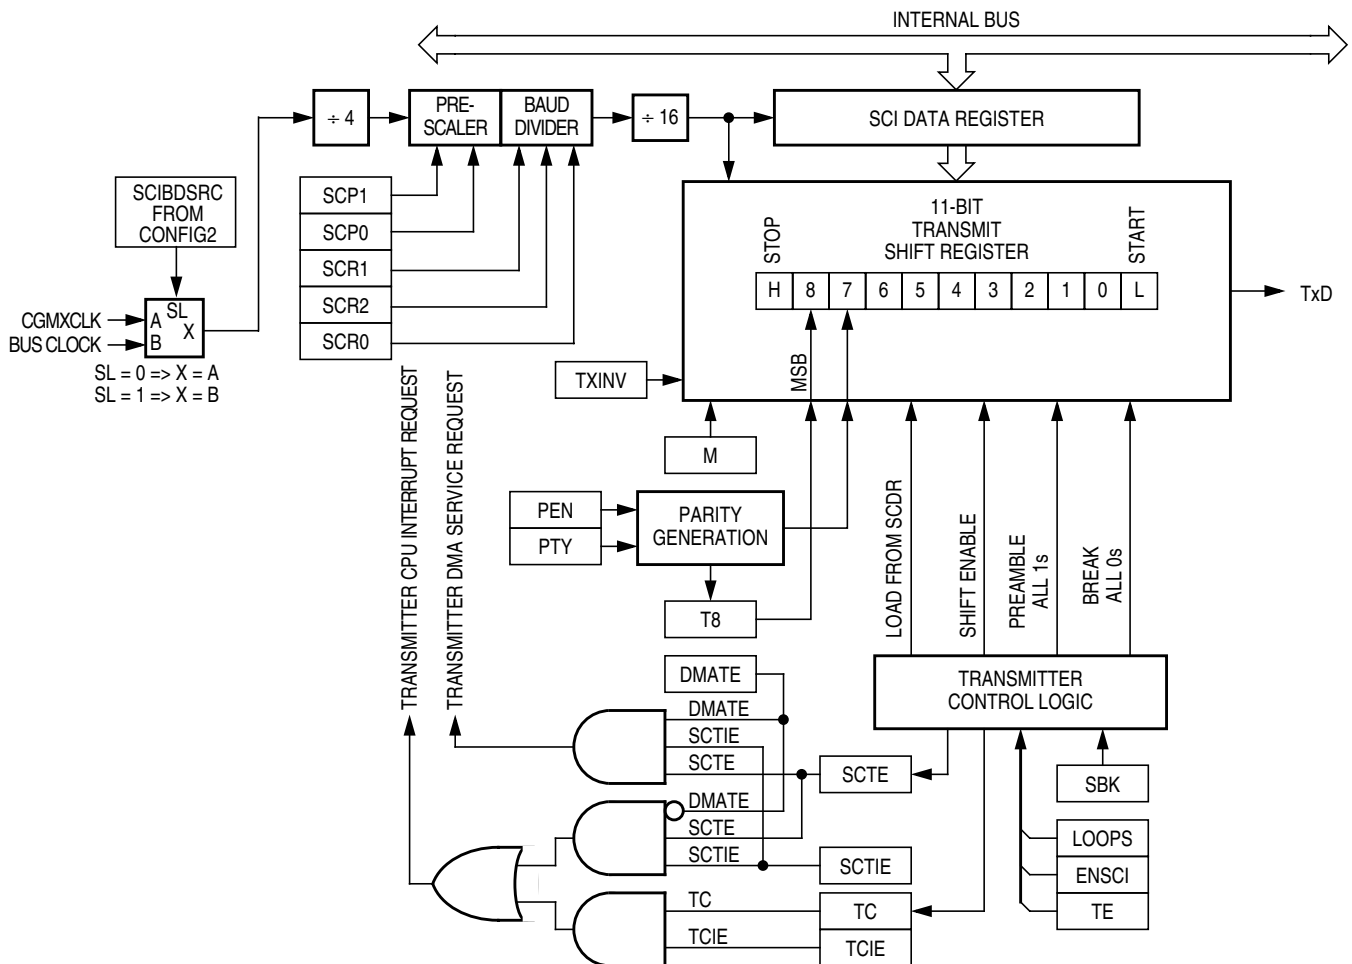 INTERNAL BUS
÷ 4
PRE-
SCALER
BAUD
DIVIDER
÷ 16
SCI DATA REGISTER
SCIBDSRC
FROM
CONFIG2
SCP1
SCP0
SCR1
SCR2
SCR0
STOP
11-BIT
TRANSMIT
SHIFT REGISTER
START
H 8 7 6 5 4 3 2 1 0 L
TxD
CGMXCLK
BUS CLOCK
A
B
SL
X
SL = 0 => X = A
SL = 1 => X = B
TXINV
MSB
M
TRANSMITTER CPU INTERRUPT REQUEST
TRANSMITTER DMA SERVICE REQUEST
PEN
PTY
PARITY
GENERATION
T8
LOAD FROM SCDR
SHIFT ENABLE
PREAMBLE
ALL 1s
BREAK
ALL 0s
TRANSMITTER
CONTROL LOGIC
DMATE
DMATE
SCTIE
SCTE
SCTE
SBK
DMATE
SCTE
SCTIE
SCTIE
LOOPS
ENSCI
TE
TC
TC
TCIE
TCIE